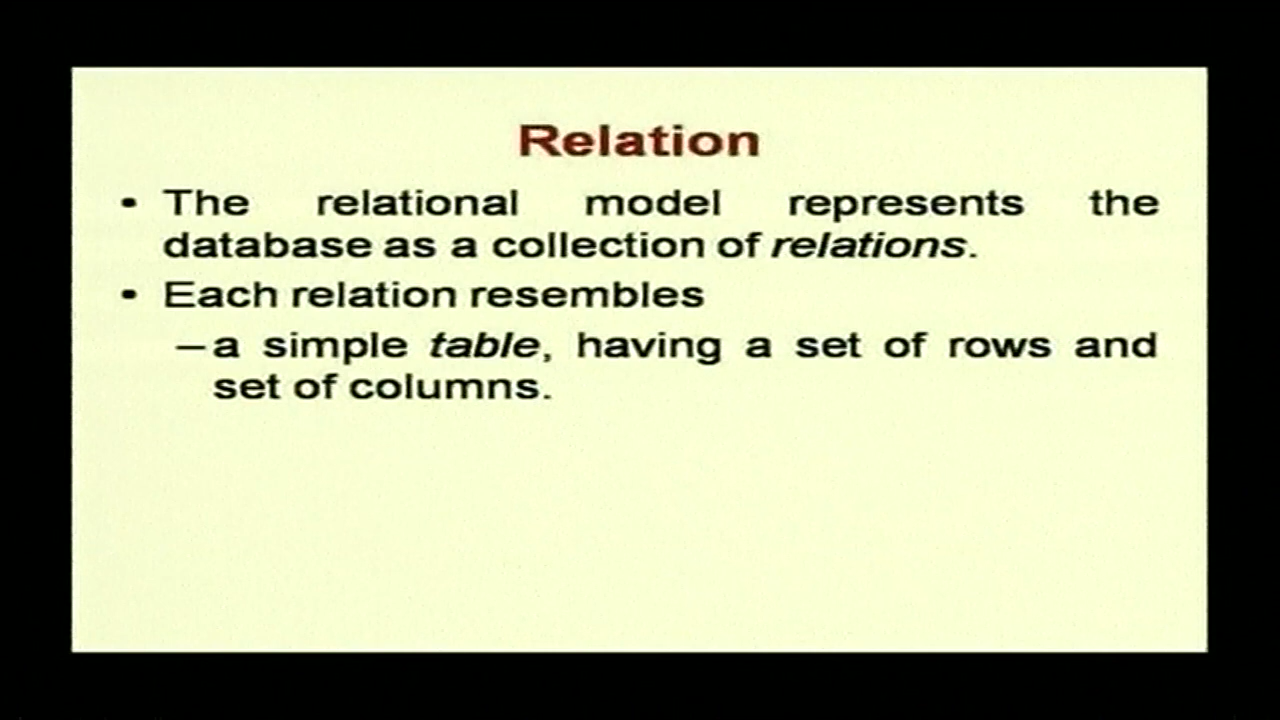 Relation
• The relational model represents the
database as a collection of relations.
• Each relation resembles
– a simple table, having a set of rows and
set of columns.